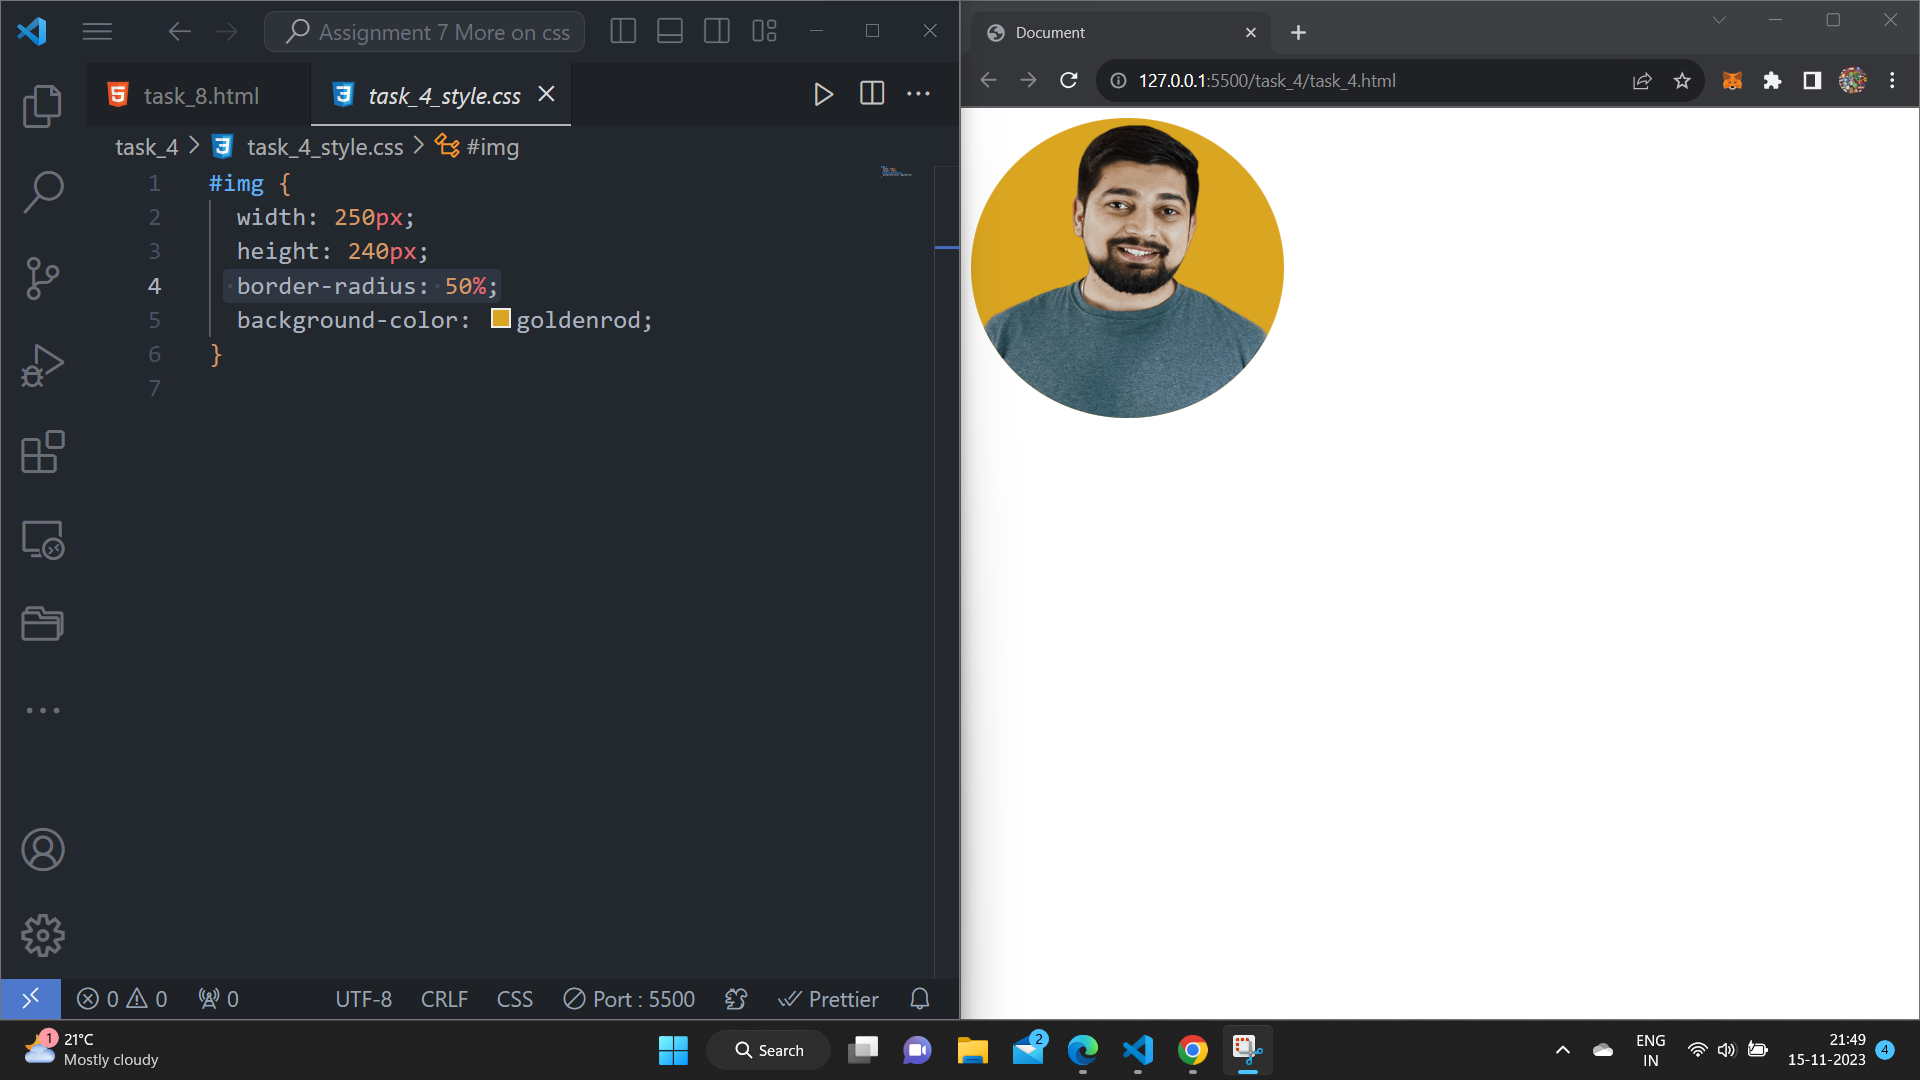 Assignment 7 More on css
task_8.html
task_4_style.css
task_4 > task_4_style.css > #img
1 #img {
2 width: 250px;
3 height: 240px;
4 border-radius: 50%;
5 background-color: goldenrod;
6 }
7
0 0 0 UTF-8 CRLF CSS Port : 5500 Prettier
Document
127.0.0.1:5500/task_4/task_4.html
1
21°C
Mostly cloudy
Search
2
ENG
IN
21:49
15-11-2023
4